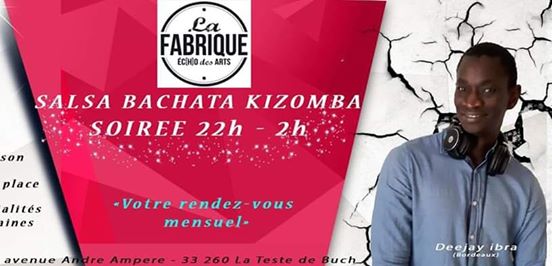 La
FABRIQUE
ÉC(H)O des ARTS
SALSA BACHATA KIZOMBA
SOIREE 22h - 2h
son
place
alités
aines
«Votre rendez-vous
mensuel»
avenue Andre Ampere - 33 260 La Teste de Buch
Deejay ibra
(Bordeaux)